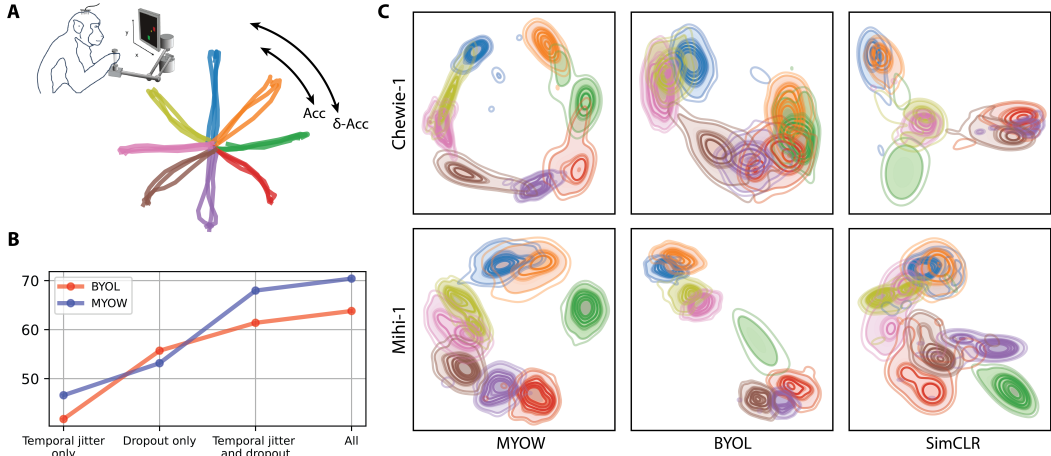 A
y
x
Acc
δ-Acc
B
70
60
50
BYOL
MYOW
Temporal jitter
only
Dropout only
Temporal jitter
and dropout
All
C
Chewie-1
Mihi-1
MYOW
BYOL
SimCLR